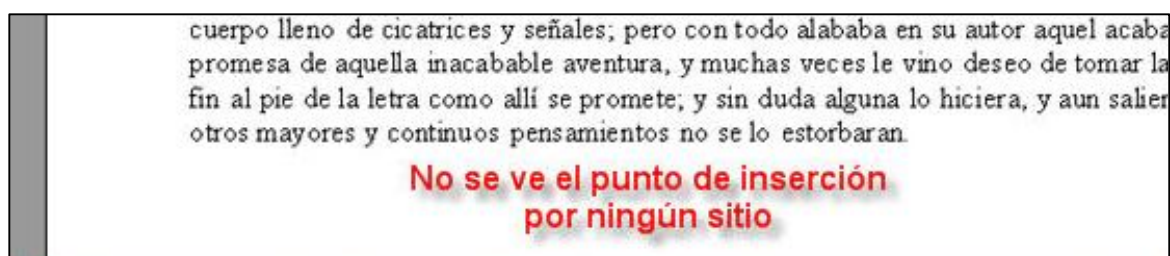 cuerpo lleno de cicatrices y señales; pero con todo alababa en su autor aquel acaba
promesa de aquella inacabable aventura, y muchas veces le vino deseo de tomar la
fin al pie de la letra como allí se promete; y sin duda alguna lo hiciera, y aun salier
otros mayores y continuos pensamientos no se lo estorbaran.
No se ve el punto de inserción
por ningún sitio